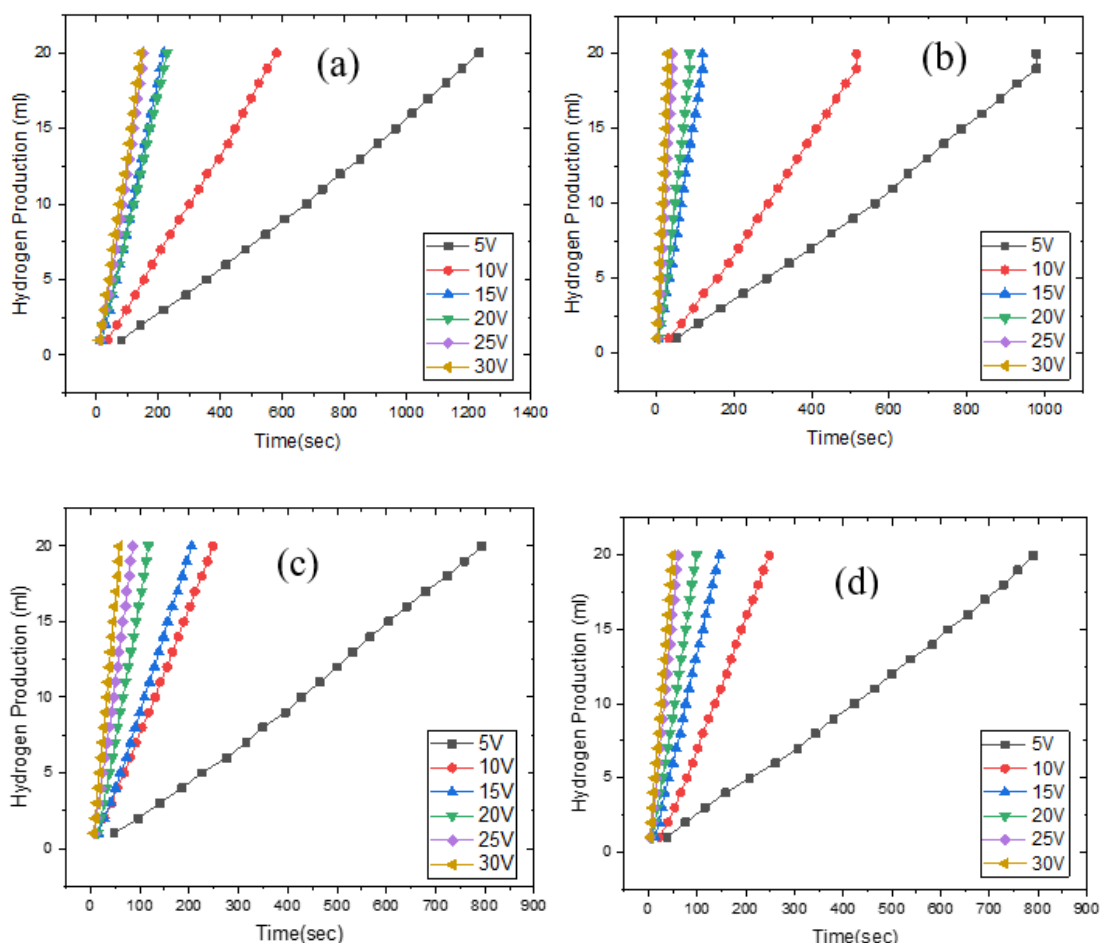 (a)
Hydrogen Production (ml)
20
15
10
5
0
5V
10V
15V
20V
25V
30V
0 200 400 600 800 1000 1200 1400
Time(sec)
(b)
Hydrogen Production (ml)
20
15
10
5
0
5V
10V
15V
20V
25V
30V
0 200 400 600 800 1000
Time(sec)
(c)
Hydrogen Production (ml)
20
15
10
5
0
5V
10V
15V
20V
25V
30V
0 100 200 300 400 500 600 700 800 900
Time(sec)
(d)
Hydrogen Production (ml)
20
15
10
5
0
5V
10V
15V
20V
25V
30V
0 100 200 300 400 500 600 700 800 900
Time(sec)